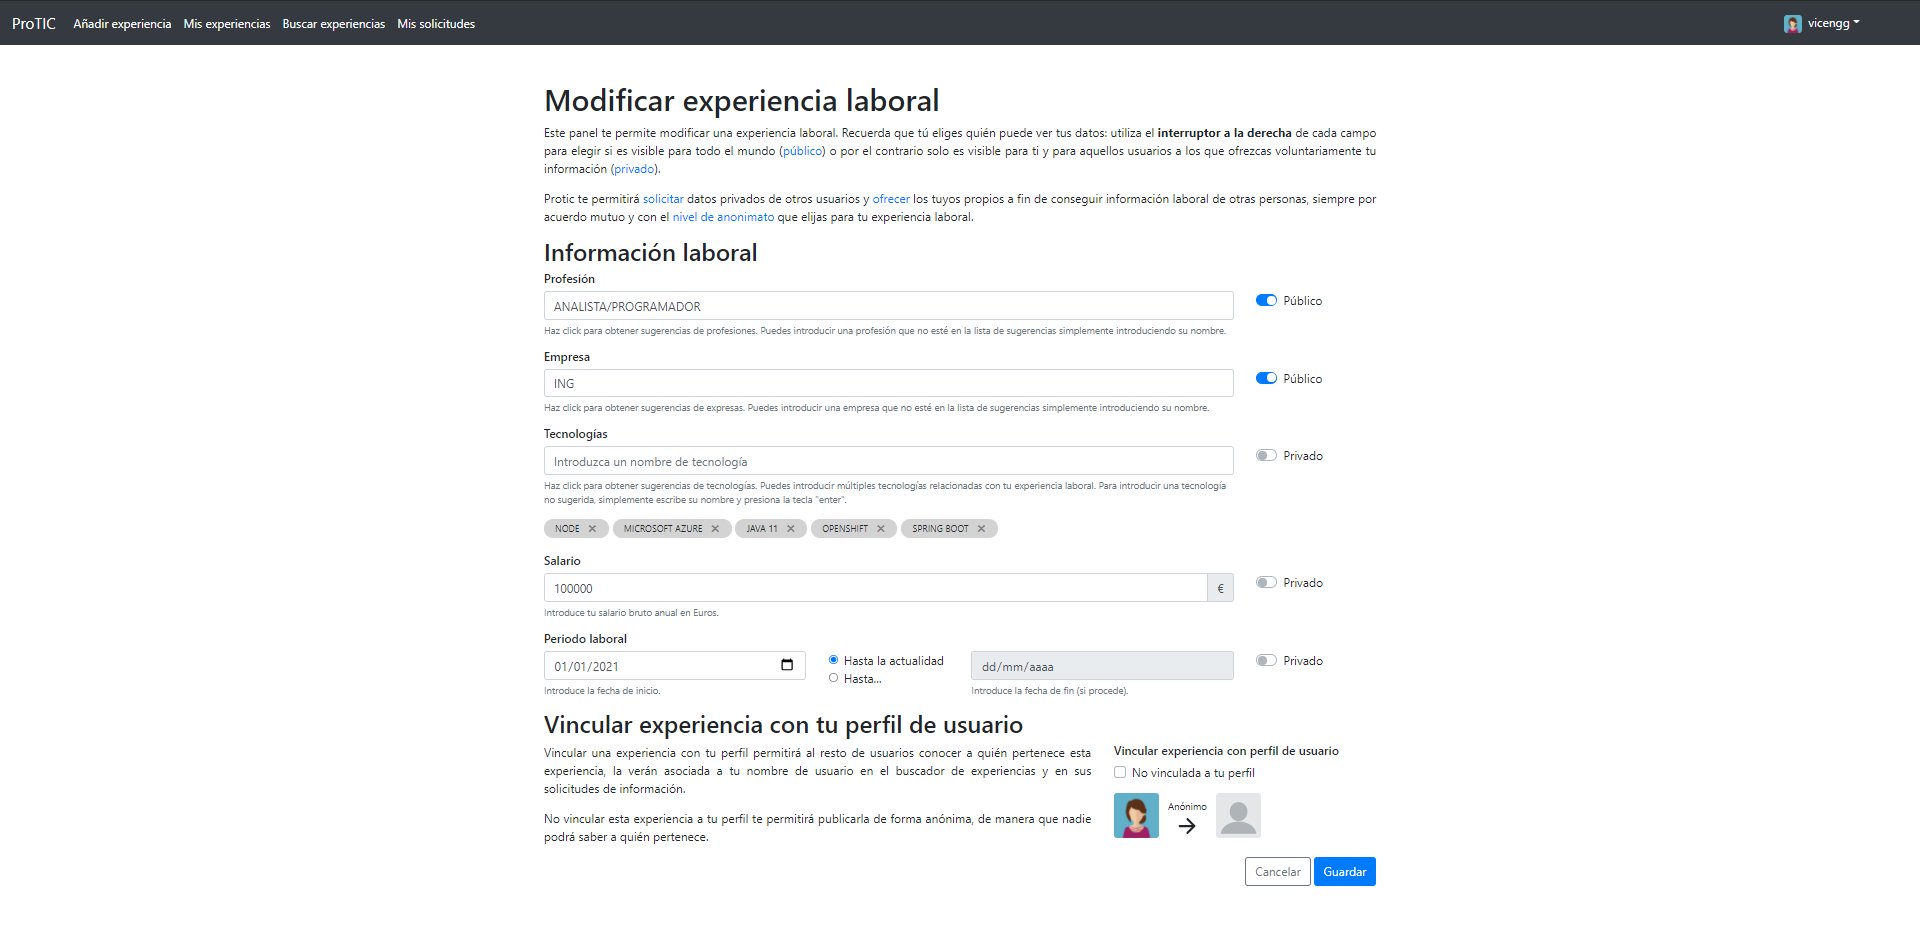 ProTIC Añadir experiencia Mis experiencias Buscar experiencias Mis solicitudes vicengg
Modificar experiencia laboral
Este panel te permite modificar una experiencia laboral. Recuerda que tú eliges quién puede ver tus datos: utiliza el interruptor a la derecha de cada campo
para elegir si es visible para todo el mundo (público) o por el contrario solo es visible para ti y para aquellos usuarios a los que ofrezcas voluntariamente tu
información (privado).
Protic te permitirá solicitar datos privados de otros usuarios y ofrecer los tuyos propios a fin de conseguir información laboral de otras personas, siempre por
acuerdo mutuo y con el nivel de anonimato que elijas para tu experiencia laboral.
Información laboral
Profesión
ANALISTA/PROGRAMADOR Público
Haz click para obtener sugerencias de profesiones. Puedes introducir una profesión que no esté en la lista de sugerencias simplemente introduciendo su nombre.
Empresa
ING Público
Haz click para obtener sugerencias de expresas. Puedes introducir una empresa que no esté en la lista de sugerencias simplemente introduciendo su nombre.
Tecnologías
Introduzca un nombre de tecnología Privado
Haz click para obtener sugerencias de tecnologías. Puedes introducir múltiples tecnologías relacionadas con tu experiencia laboral. Para introducir una tecnología
no sugerida, simplemente escribe su nombre y presiona la tecla "enter".
NODE ✕ MICROSOFT AZURE ✕ JAVA 11 ✕ OPENSHIFT ✕ SPRING BOOT ✕
Salario
100000 € Privado
Introduce tu salario bruto anual en Euros.
Periodo laboral
01/01/2021 Hasta la actualidad dd/mm/aaaa Privado
Hasta...
Introduce la fecha de inicio. Introduce la fecha de fin (si procede).
Vincular experiencia con tu perfil de usuario
Vincular una experiencia con tu perfil permitirá al resto de usuarios conocer a quién pertenece esta
experiencia, la verán asociada a tu nombre de usuario en el buscador de experiencias y en sus
solicitudes de información.
No vincular esta experiencia a tu perfil te permitirá publicarla de forma anónima, de manera que nadie
podrá saber a quién pertenece.
Vincular experiencia con perfil de usuario
No vinculada a tu perfil
Anónimo
Cancelar Guardar